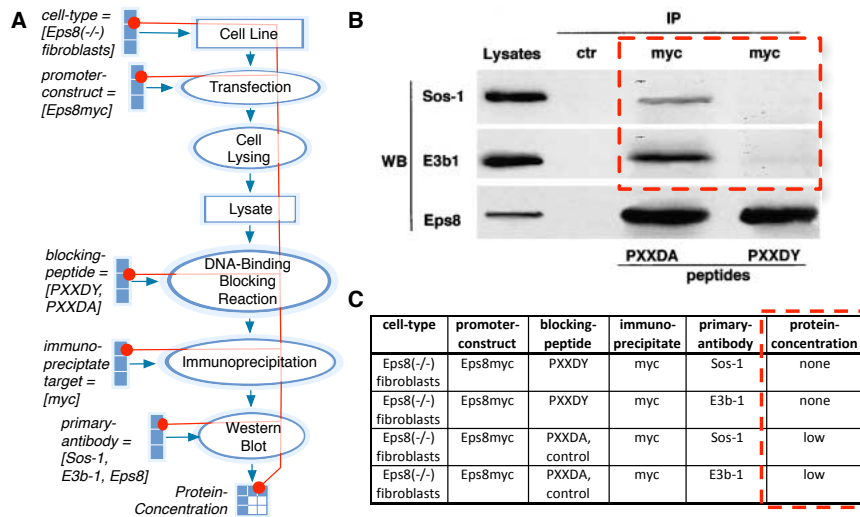 A
cell-type =
[Eps8(-/-)
fibroblasts]
Cell Line
promoter-
construct =
[Eps8myc]
Transfection
Cell
Lysing
Lysate
blocking-
peptide =
[PXXDY,
PXXDA]
DNA-Binding
Blocking
Reaction
immuno-
preciptate
target =
[myc]
Immunoprecipitation
primary-
antibody =
[Sos-1,
E3b-1, Eps8]
Western
Blot
Protein-
Concentration
B
IP
Lysates ctr myc myc
Sos-1
WB E3b1
Eps8
PXXDA PXXDY
peptides
C
cell-type promoter-construct blocking-peptide immuno-precipitate primary-antibody protein-concentration
Eps8(-/-) fibroblasts Eps8myc PXXDY myc Sos-1 none
Eps8(-/-) fibroblasts Eps8myc PXXDY myc E3b-1 none
Eps8(-/-) fibroblasts Eps8myc PXXDA, control myc Sos-1 low
Eps8(-/-) fibroblasts Eps8myc PXXDA, control myc E3b-1 low